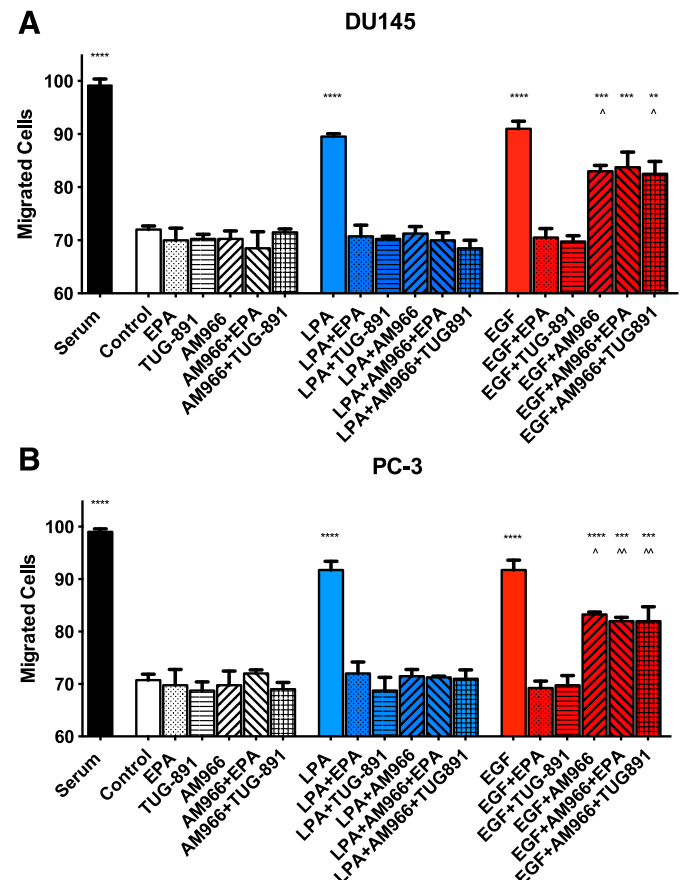 A
DU145
Migrated Cells
100
90
80
70
60
****
****
****
***
^
***
**
^
Serum
Control
EPA
TUG-891
AM966
AM966+EPA
AM966+TUG-891
LPA
LPA+EPA
LPA+TUG-891
LPA+AM966
LPA+AM966+EPA
LPA+AM966+TUG891
EGF
EGF+EPA
EGF+TUG-891
EGF+AM966
EGF+AM966+EPA
EGF+AM966+TUG891
B
PC-3
Migrated Cells
100
90
80
70
60
****
****
****
****
^
***
^^
***
^^
Serum
Control
EPA
TUG-891
AM966
AM966+EPA
AM966+TUG-891
LPA
LPA+EPA
LPA+TUG-891
LPA+AM966
LPA+AM966+EPA
LPA+AM966+TUG891
EGF
EGF+EPA
EGF+TUG-891
EGF+AM966
EGF+AM966+EPA
EGF+AM966+TUG891